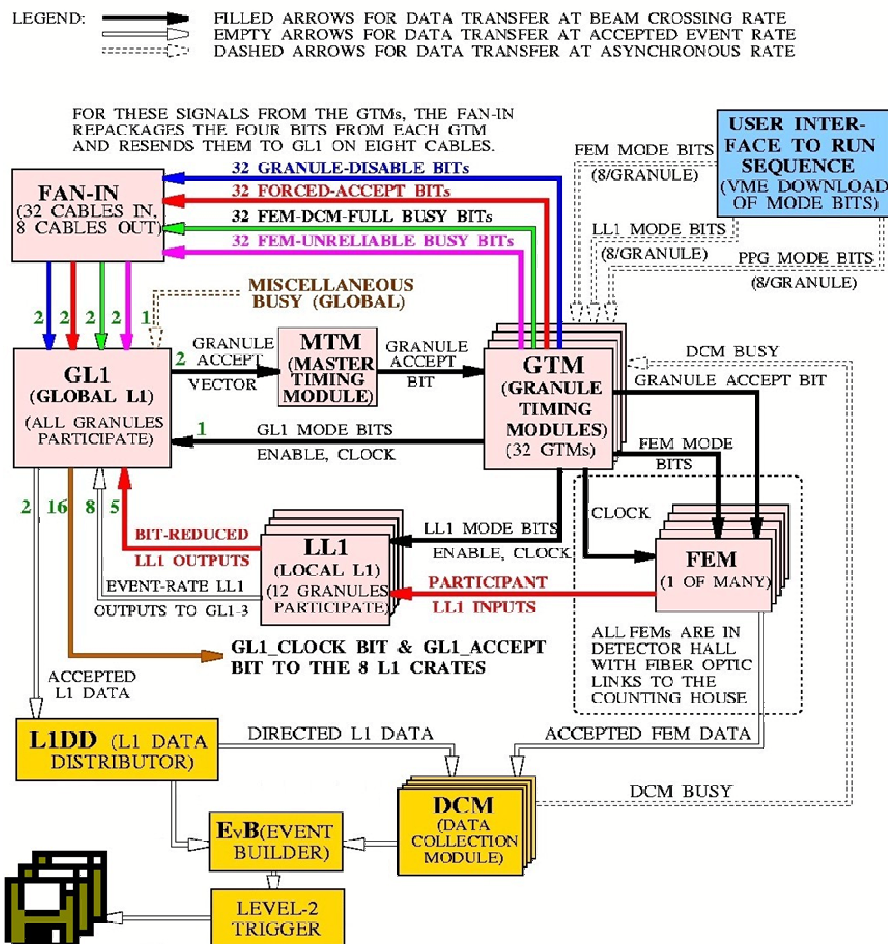 LEGEND:
FILLED ARROWS FOR DATA TRANSFER AT BEAM CROSSING RATE
EMPTY ARROWS FOR DATA TRANSFER AT ACCEPTED EVENT RATE
DASHED ARROWS FOR DATA TRANSFER AT ASYNCHRONOUS RATE
FOR THESE SIGNALS FROM THE GTMs, THE FAN-IN
REPACKAGES THE FOUR BITS FROM EACH GTM
AND RESENDS THEM TO GL1 ON EIGHT CABLES.
USER INTER-
FACE TO RUN
SEQUENCE
(VME DOWNLOAD
OF MODE BITS)
FEM MODE BITS
(8/GRANULE)
LL1 MODE BITS
(8/GRANULE)
PPG MODE BITS
(8/GRANULE)
FAN-IN
(32 CABLES IN,
8 CABLES OUT)
32 GRANULE-DISABLE BITs
32 FORCED-ACCEPT BITs
32 FEM-DCM-FULL BUSY BITs
32 FEM-UNRELIABLE BUSY BITs
MISCELLANEOUS
BUSY (GLOBAL)
2
2
2
2
1
GL1
(GLOBAL L1)
(ALL GRANULES
PARTICIPATE)
2
GRANULE
ACCEPT
VECTOR
MTM
(MASTER
TIMING
MODULE)
GRANULE
ACCEPT
BIT
GTM
(GRANULE
TIMING
MODULES)
(32 GTMs)
DCM BUSY
GRANULE ACCEPT BIT
FEM MODE
BITS
1
GL1 MODE BITS
ENABLE, CLOCK
2
16
8
5
BIT-REDUCED
LL1 OUTPUTS
EVENT-RATE LL1
OUTPUTS TO GL1-3
LL1
(LOCAL L1)
(12 GRANULES
PARTICIPATE)
LL1 MODE BITS
ENABLE, CLOCK
CLOCK
PARTICIPANT
LL1 INPUTS
FEM
(1 OF MANY)
ALL FEMs ARE IN
DETECTOR HALL
WITH FIBER OPTIC
LINKS TO THE
COUNTING HOUSE
GL1_CLOCK BIT & GL1_ACCEPT
BIT TO THE 8 L1 CRATES
ACCEPTED
L1 DATA
L1DD (L1 DATA
DISTRIBUTOR)
DIRECTED L1 DATA
ACCEPTED FEM DATA
DCM BUSY
DCM
(DATA
COLLECTION
MODULE)
EvB(EVENT
BUILDER)
LEVEL-2
TRIGGER